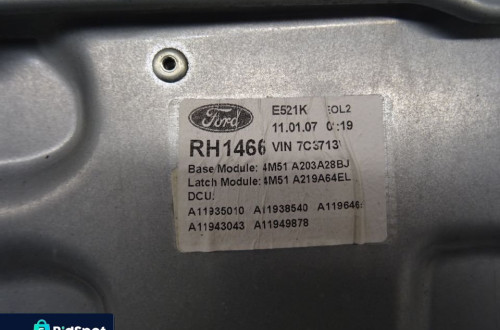 Ford
E521K EOL2
11.01.07 :19
RH1466 VIN 7C3713
Base Module: 4M51 A203A28BJ
Latch Module: 4M51 A219A64EL
DCU:
A11935010 A11938540 A119646
A11943043 A11949878
BidSpot